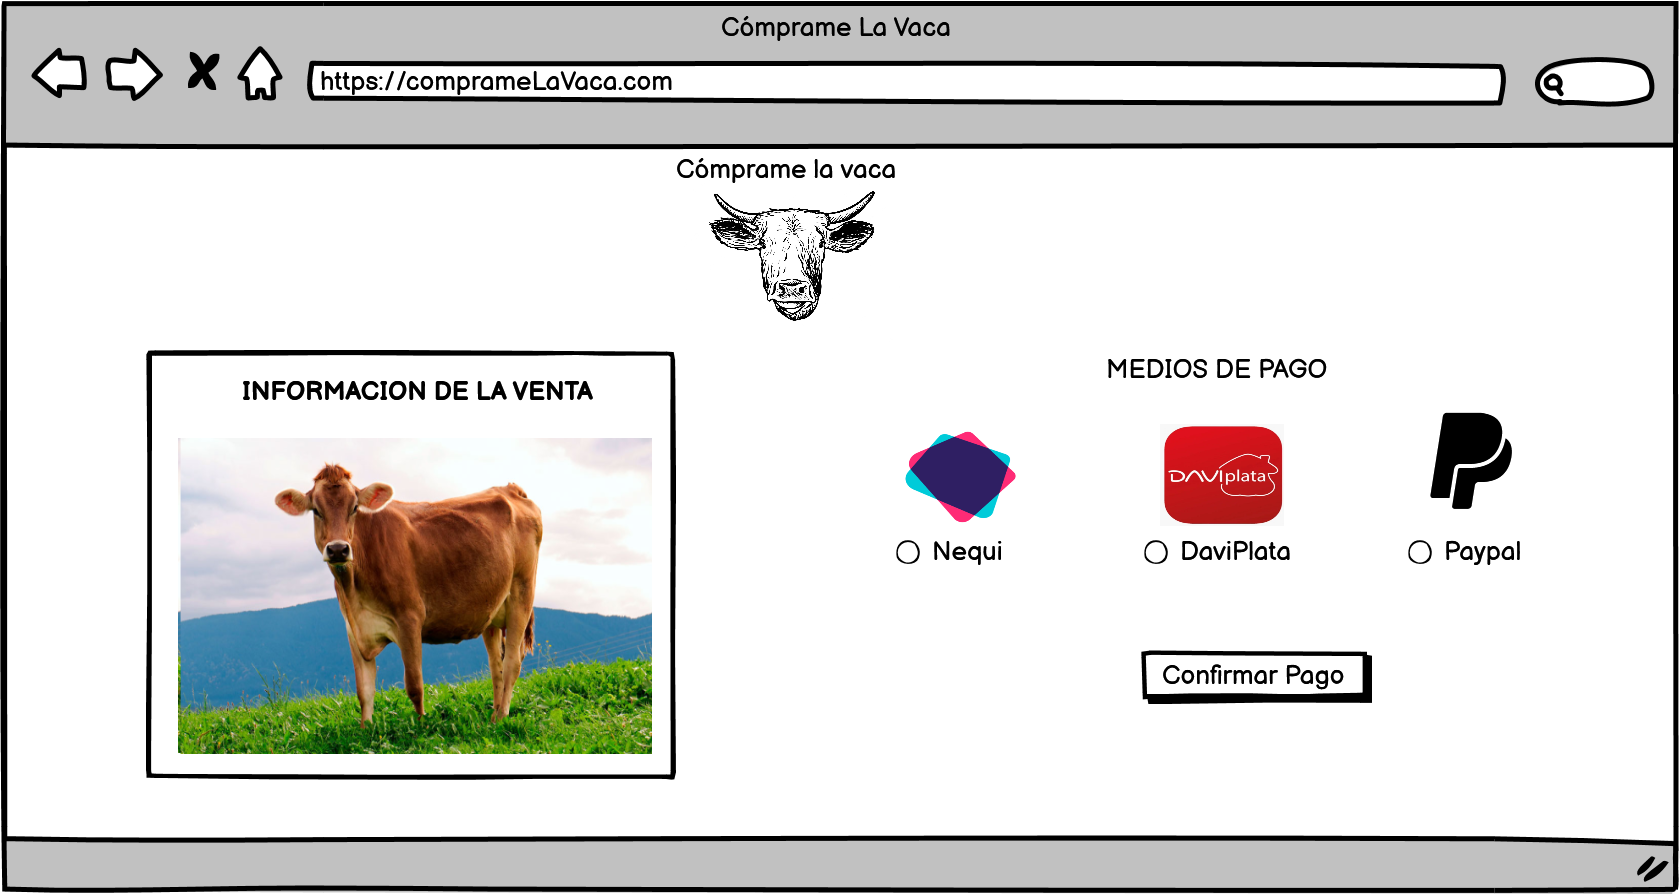 Cómprame La Vaca
https://comprameLaVaca.com
Cómprame la vaca
INFORMACION DE LA VENTA
MEDIOS DE PAGO
DAVIplata
Nequi
DaviPlata
Paypal
Confirmar Pago